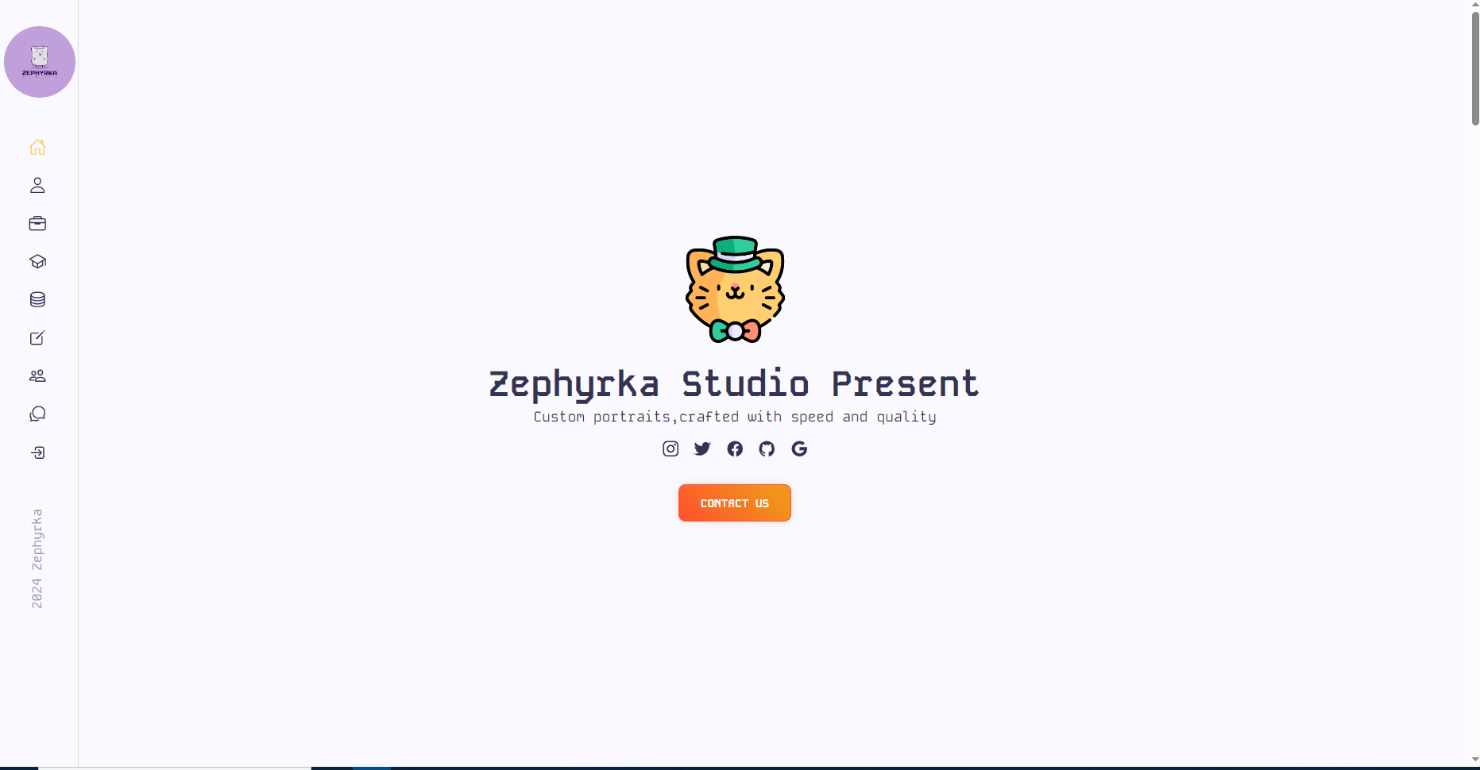 ZEPHYRKA
2024 Zephyrka
Zephyrka Studio Present
Custom portraits,crafted with speed and quality
CONTACT US